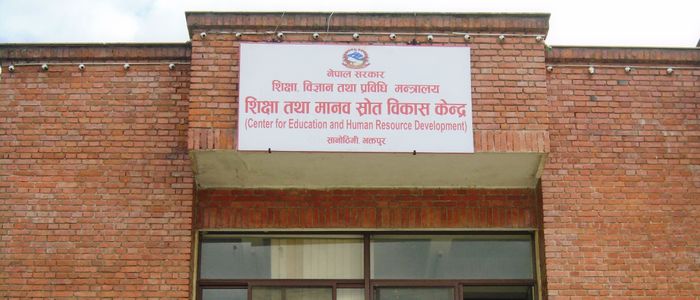 नेपाल सरकार
शिक्षा, विज्ञान तथा प्रविधि मन्त्रालय
शिक्षा तथा मानव स्रोत विकास केन्द्र
(Center for Education and Human Resource Development)
सानोठिमी, भक्तपुर